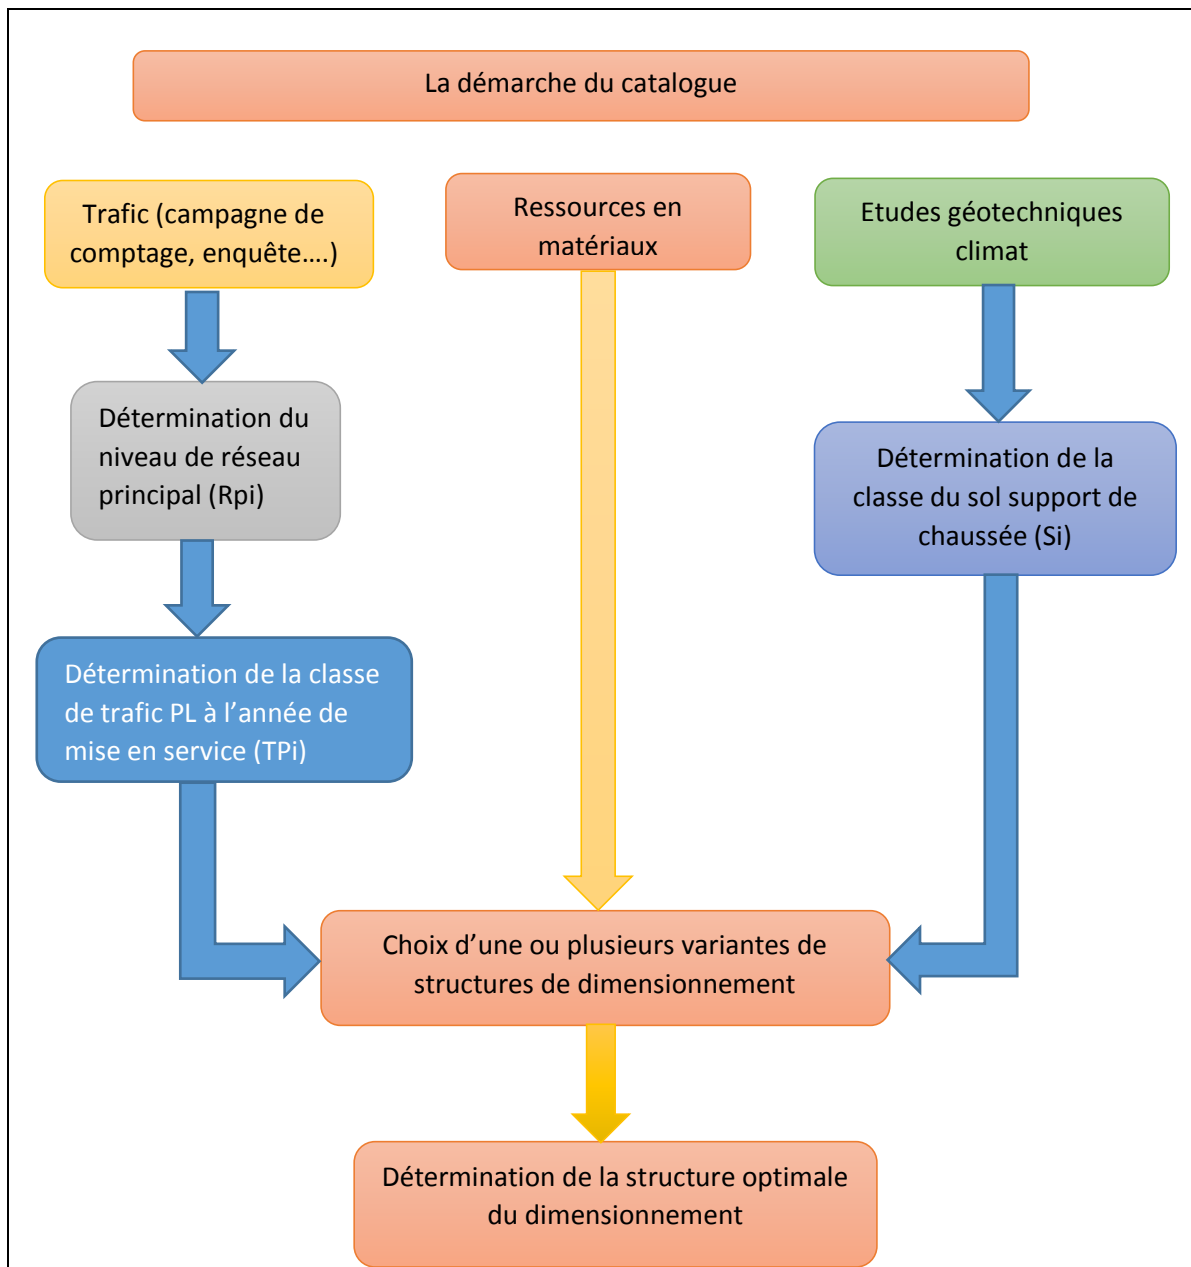 La démarche du catalogue
Trafic (campagne de
comptage, enquête….)
Ressources en
matériaux
Etudes géotechniques
climat
Détermination du
niveau de réseau
principal (Rpi)
Détermination de la
classe du sol support de
chaussée (Si)
Détermination de la classe
de trafic PL à l’année de
mise en service (TPi)
Choix d’une ou plusieurs variantes de
structures de dimensionnement
Détermination de la structure optimale
du dimensionnement